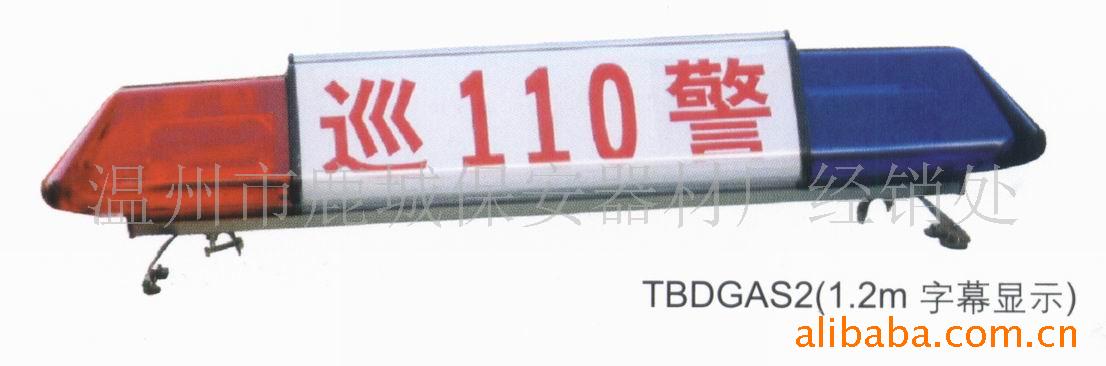 巡110警
温州市鹿城保安器材厂 经销处
TBDGAS2(1.2m 字幕显示)
alibaba.com.cn